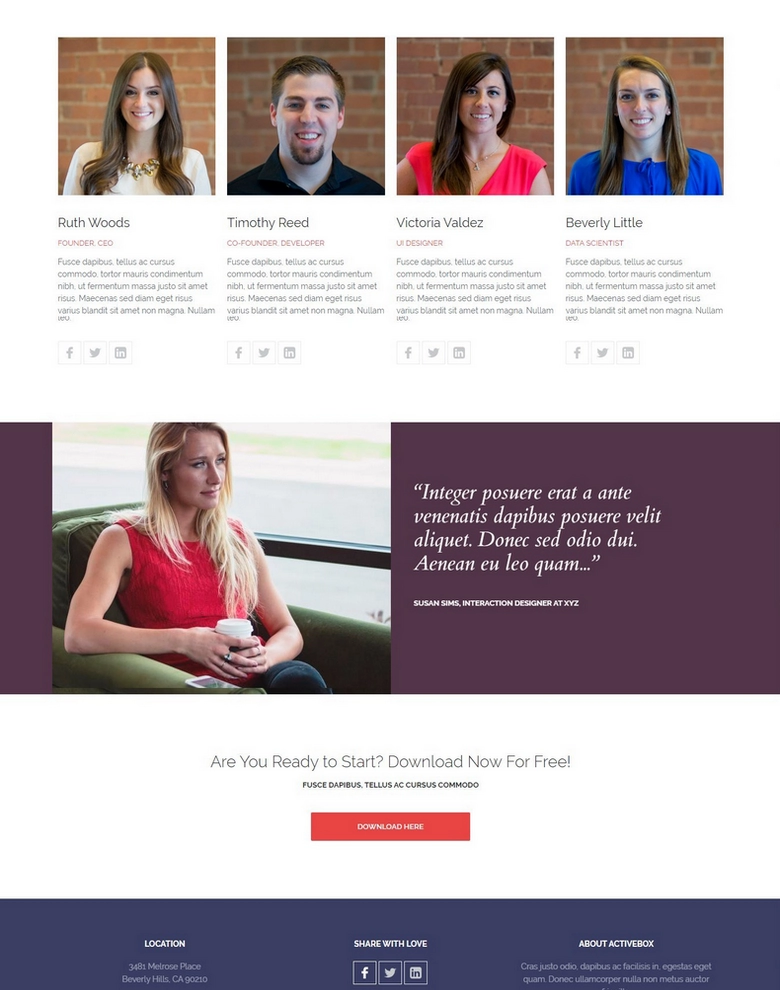 Ruth Woods
FOUNDER, CEO
Fusce dapibus, tellus ac cursus
commodo, tortor mauris condimentum
nibh, ut fermentum massa justo sit amet
risus. Maecenas sed diam eget risus
varius blandit sit amet non magna. Nullam
leo.
Timothy Reed
CO-FOUNDER, DEVELOPER
Fusce dapibus, tellus ac cursus
commodo, tortor mauris condimentum
nibh, ut fermentum massa justo sit amet
risus. Maecenas sed diam eget risus
varius blandit sit amet non magna. Nullam
leo.
Victoria Valdez
UI DESIGNER
Fusce dapibus, tellus ac cursus
commodo, tortor mauris condimentum
nibh, ut fermentum massa justo sit amet
risus. Maecenas sed diam eget risus
varius blandit sit amet non magna. Nullam
leo.
Beverly Little
DATA SCIENTIST
Fusce dapibus, tellus ac cursus
commodo, tortor mauris condimentum
nibh, ut fermentum massa justo sit amet
risus. Maecenas sed diam eget risus
varius blandit sit amet non magna. Nullam
leo.
“Integer posuere erat a ante
venenatis dapibus posuere velit
aliquet. Donec sed odio dui.
Aenean eu leo quam...”
SUSAN SIMS, INTERACTION DESIGNER AT XYZ
Are You Ready to Start? Download Now For Free!
FUSCE DAPIBUS, TELLUS AC CURSUS COMMODO
DOWNLOAD HERE
LOCATION
3481 Melrose Place
Beverly Hills, CA 90210
SHARE WITH LOVE
ABOUT ACTIVEBOX
Cras justo odio, dapibus ac facilisis in, egestas eget
quam. Donec ullamcorper nulla non metus auctor